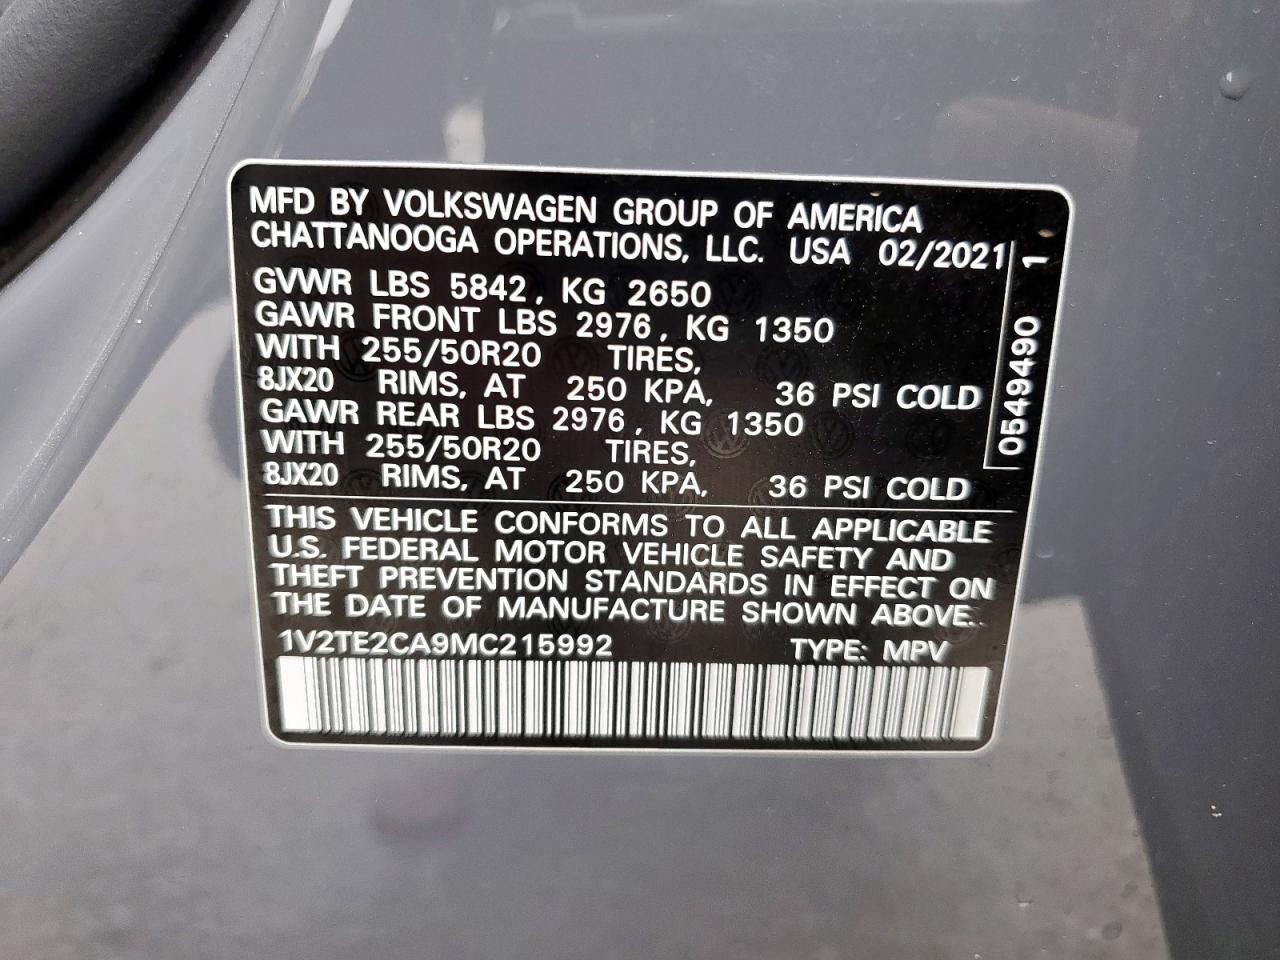 MFD BY VOLKSWAGEN GROUP OF AMERICA
CHATTANOOGA OPERATIONS, LLC. USA 02/2021
GVWR LBS 5842, KG 2650
GAWR FRONT LBS 2976, KG 1350
WITH 255/50R20 TIRES,
8JX20 RIMS, AT 250 KPA, 36 PSI COLD
GAWR REAR LBS 2976, KG 1350
WITH 255/50R20 TIRES,
8JX20 RIMS, AT 250 KPA, 36 PSI COLD
0549490 1
THIS VEHICLE CONFORMS TO ALL APPLICABLE
U.S. FEDERAL MOTOR VEHICLE SAFETY AND
THEFT PREVENTION STANDARDS IN EFFECT ON
THE DATE OF MANUFACTURE SHOWN ABOVE..
1V2TE2CA9MC215992 TYPE: MPV